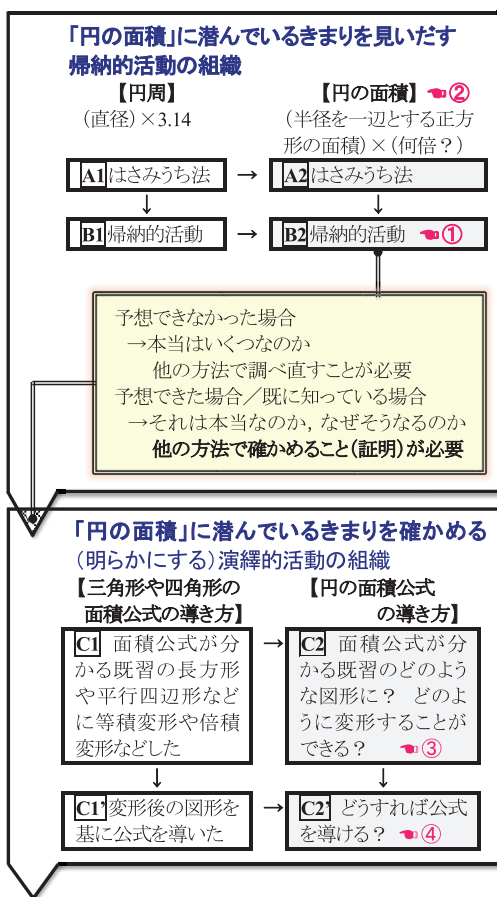 「円の面積」に潜んでいるきまりを見いだす
帰納的活動の組織
【円周】
(直径)×3.14
【円の面積】☚②
(半径を一辺とする正方
形の面積)×(何倍?)
A1はさみうち法
→
A2はさみうち法
↓
↓
B1帰納的活動
→
B2帰納的活動 ☚①
予想できなかった場合
→本当はいくつなのか
他の方法で調べ直すことが必要
予想できた場合/既に知っている場合
→それは本当なのか,なぜそうなるのか
他の方法で確かめること(証明)が必要
「円の面積」に潜んでいるきまりを確かめる
(明らかにする)演繹的活動の組織
【三角形や四角形の
面積公式の導き方】
【円の面積公式
の導き方】
C1 面積公式が分
かる既習の長方形
や平行四辺形など
に等積変形や倍積
変形などした
→
C2 面積公式が分
かる既習のどのよう
な図形に? どのよ
うに変形することが
できる? ☚③
↓
↓
C1’変形後の図形を
基に公式を導いた
→
C2’ どうすれば公式
を導ける? ☚④